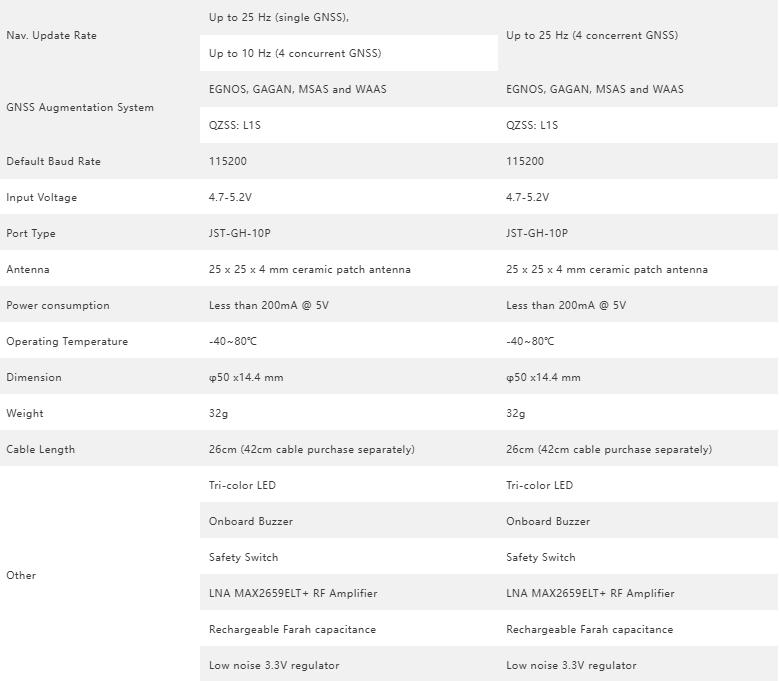 Nav. Update Rate
Up to 25 Hz (single GNSS),
Up to 10 Hz (4 concurrent GNSS)
Up to 25 Hz (4 concerrent GNSS)
GNSS Augmentation System
EGNOS, GAGAN, MSAS and WAAS
EGNOS, GAGAN, MSAS and WAAS
QZSS: L1S
QZSS: L1S
Default Baud Rate
115200
115200
Input Voltage
4.7-5.2V
4.7-5.2V
Port Type
JST-GH-10P
JST-GH-10P
Antenna
25 x 25 x 4 mm ceramic patch antenna
25 x 25 x 4 mm ceramic patch antenna
Power consumption
Less than 200mA @ 5V
Less than 200mA @ 5V
Operating Temperature
-40~80℃
-40~80℃
Dimension
φ50 x14.4 mm
φ50 x14.4 mm
Weight
32g
32g
Cable Length
26cm (42cm cable purchase separately)
26cm (42cm cable purchase separately)
Other
Tri-color LED
Tri-color LED
Onboard Buzzer
Onboard Buzzer
Safety Switch
Safety Switch
LNA MAX2659ELT+ RF Amplifier
LNA MAX2659ELT+ RF Amplifier
Rechargeable Farah capacitance
Rechargeable Farah capacitance
Low noise 3.3V regulator
Low noise 3.3V regulator